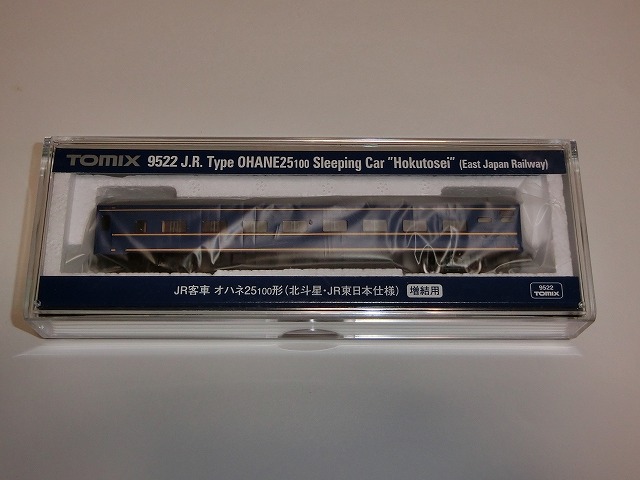 TOMIX 9522 J.R. Type OHANE25100 Sleeping Car "Hokutosei" (East Japan Railway)
JR客車 オハネ25100形(北斗星・JR東日本仕様) 増結用
9522
TOMIX